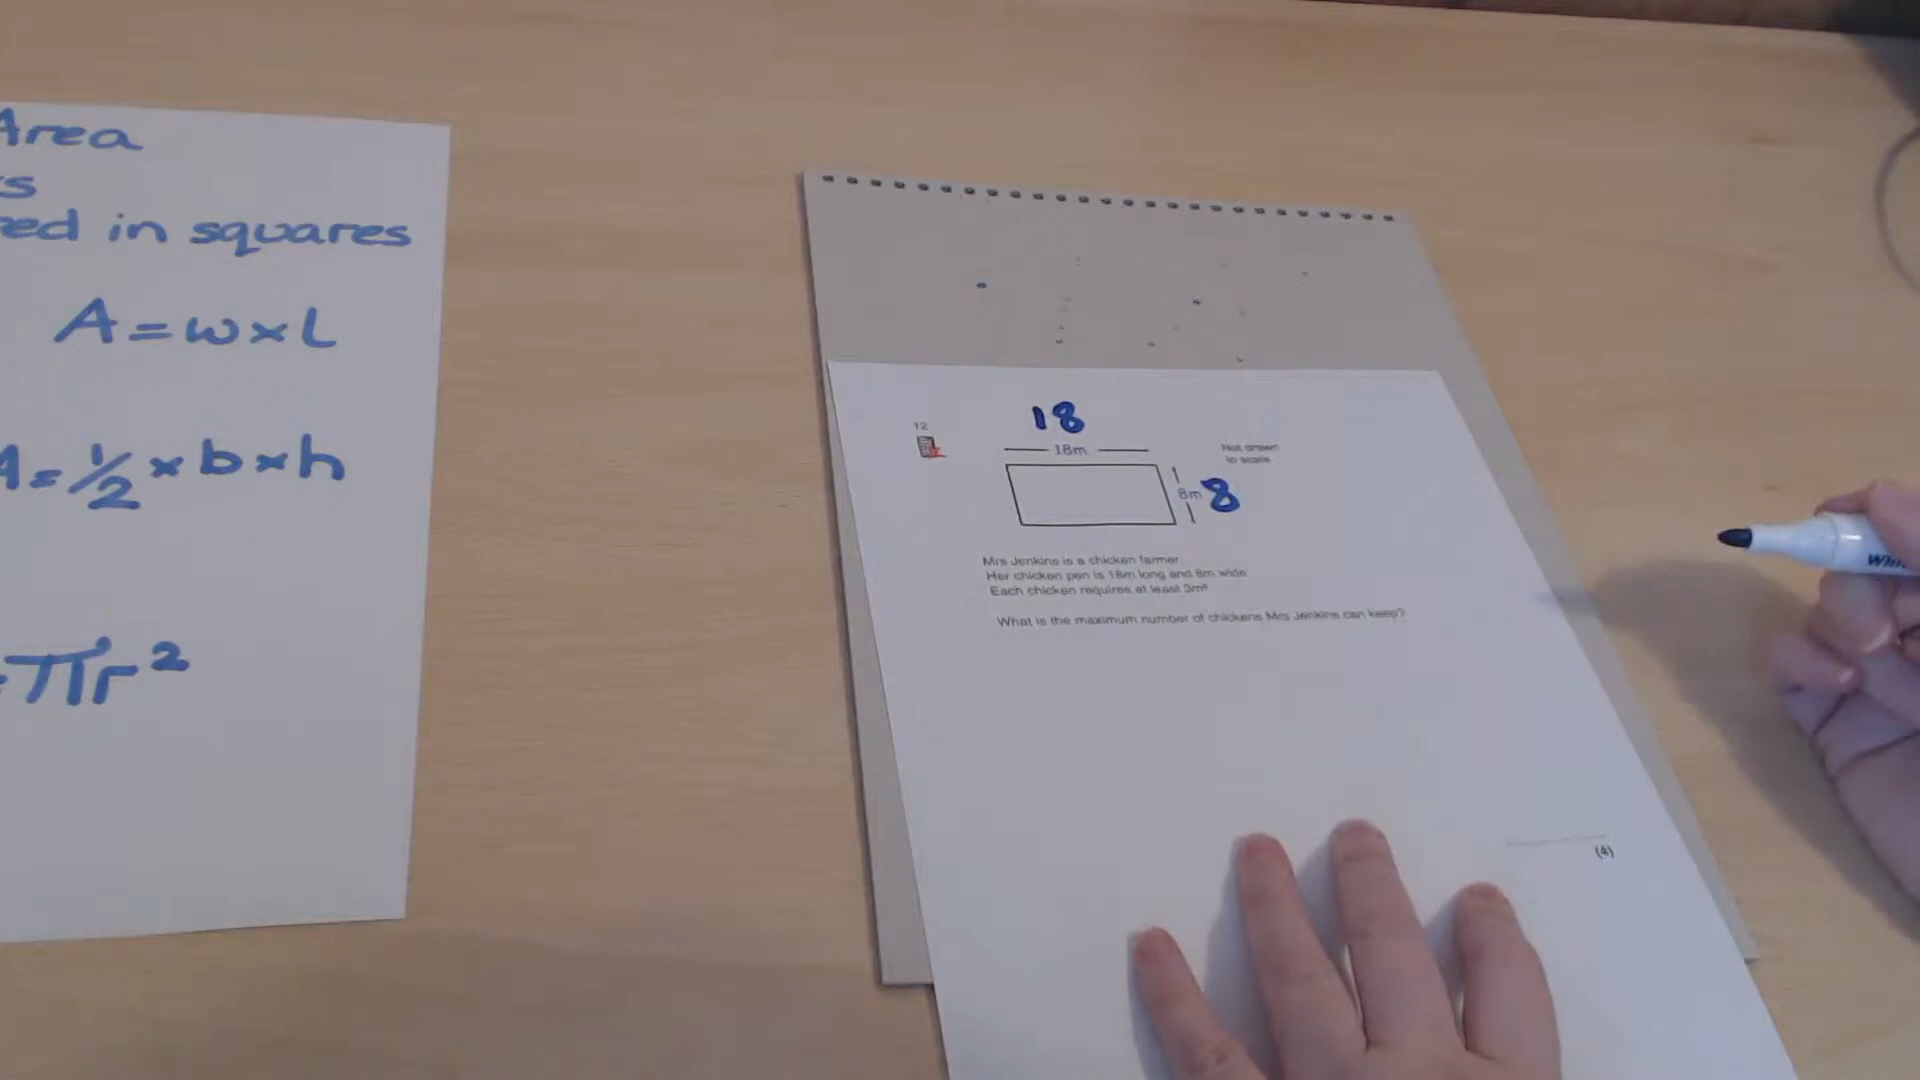 Area
ed in squares
A=w×L
A=½×b×h
πr²
12
18
18m
Not drawn
to scale
8m
8
Mrs Jenkins is a chicken farmer.
Her chicken pen is 18m long and 8m wide
Each chicken requires at least 3m²
What is the maximum number of chickens Mrs Jenkins can keep?
(4)